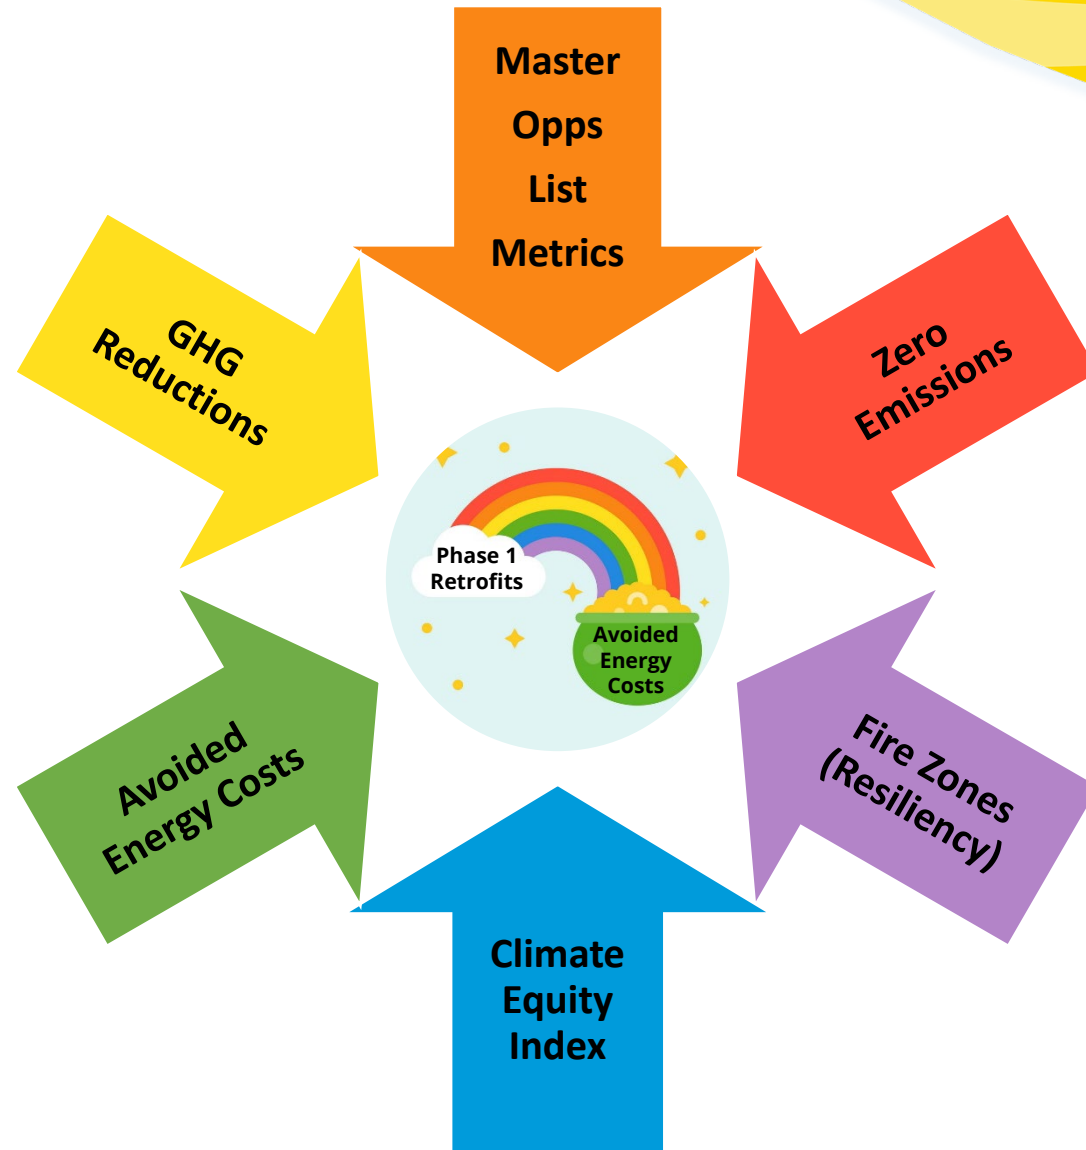 Master
Opps
List
Metrics
GHG
Reductions
Zero
Emissions
Phase 1
Retrofits
Avoided
Energy
Costs
Avoided
Energy Costs
Fire Zones
(Resiliency)
Climate
Equity
Index